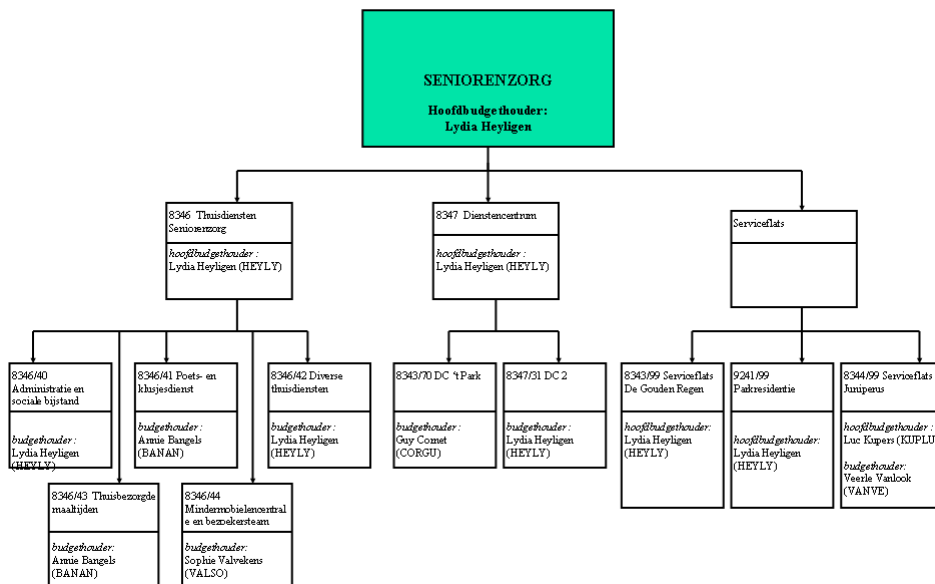 SENIORENZORG
Hoofdbudgethouder:
Lydia Heyligen
8346 Thuisdiensten
Seniorenzorg
hoofdbudgethouder :
Lydia Heyligen (HEYLY)
8347 Dienstencentrum
hoofdbudgethouder :
Lydia Heyligen (HEYLY)
Serviceflats
8346/40
Administratie en
sociale bijstand
budgethouder :
Lydia Heyligen
(HEYLY)
8346/41 Poets- en
klusjesdienst
budgethouder :
Annie Bangels
(BANAN)
8346/42 Diverse
thuisdiensten
budgethouder :
Lydia Heyligen
(HEYLY)
8343/70 DC 't Park
budgethouder :
Guy Cornet
(CORGU)
8347/31 DC 2
budgethouder :
Lydia Heyligen
(HEYLY)
8343/99 Serviceflats
De Gouden Regen
hoofdbudgethouder:
Lydia Heyligen
(HEYLY)
9241/99
Parkresidentie
hoofdbudgethouder:
Lydia Heyligen
(HEYLY)
8344/99 Serviceflats
Juniperus
hoofdbudgethouder :
Luc Kupers (KUPLU
budgethouder:
Veerle Vanlook
(VANVE)
8346/43 Thuisbezorgde
maaltijden
budgethouder:
Annie Bangels
(BANAN)
8346/44
Mindermobielencentral
e en bezoekersteam
budgethouder:
Sophie Valvekens
(VALSO)